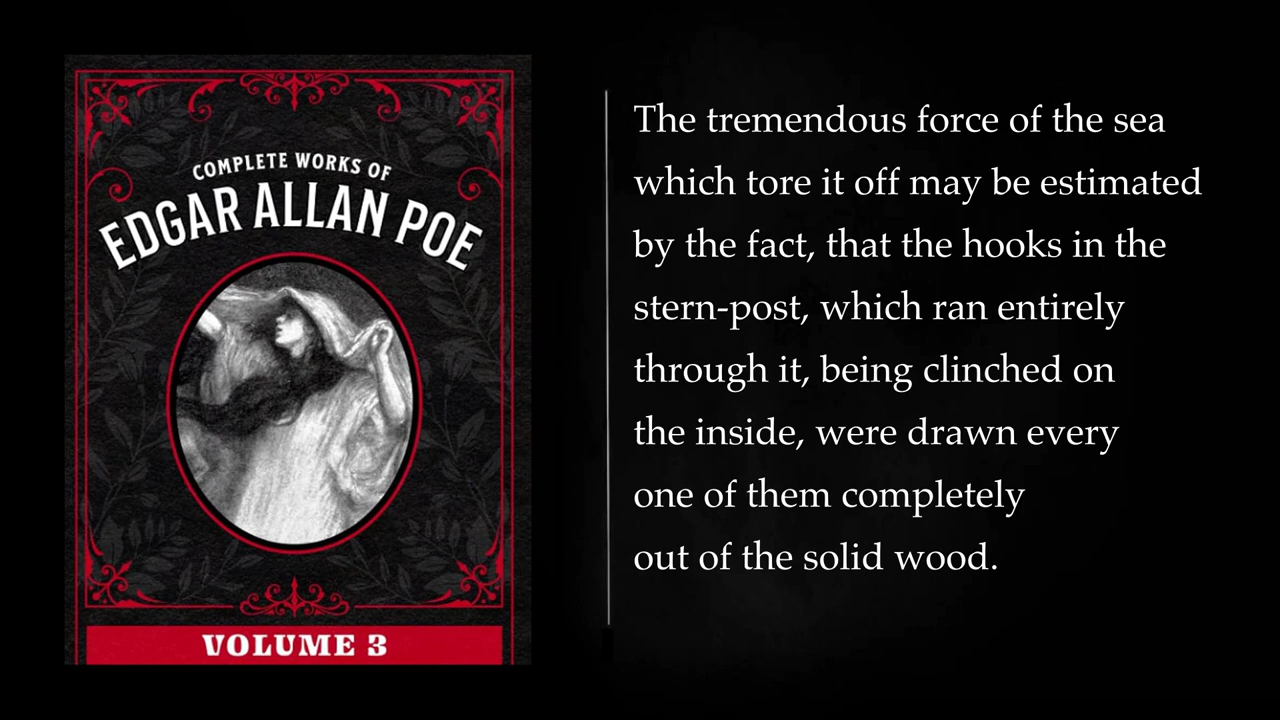 COMPLETE WORKS OF
EDGAR ALLAN POE
VOLUME 3
The tremendous force of the sea
which tore it off may be estimated
by the fact, that the hooks in the
stern-post, which ran entirely
through it, being clinched on
the inside, were drawn every
one of them completely
out of the solid wood.